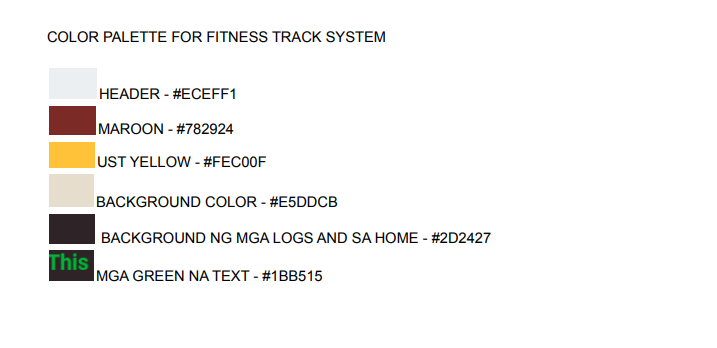 COLOR PALETTE FOR FITNESS TRACK SYSTEM
HEADER - #ECEFF1
MAROON - #782924
UST YELLOW - #FEC00F
BACKGROUND COLOR - #E5DDCB
BACKGROUND NG MGA LOGS AND SA HOME - #2D2427
This
MGA GREEN NA TEXT - #1BB515